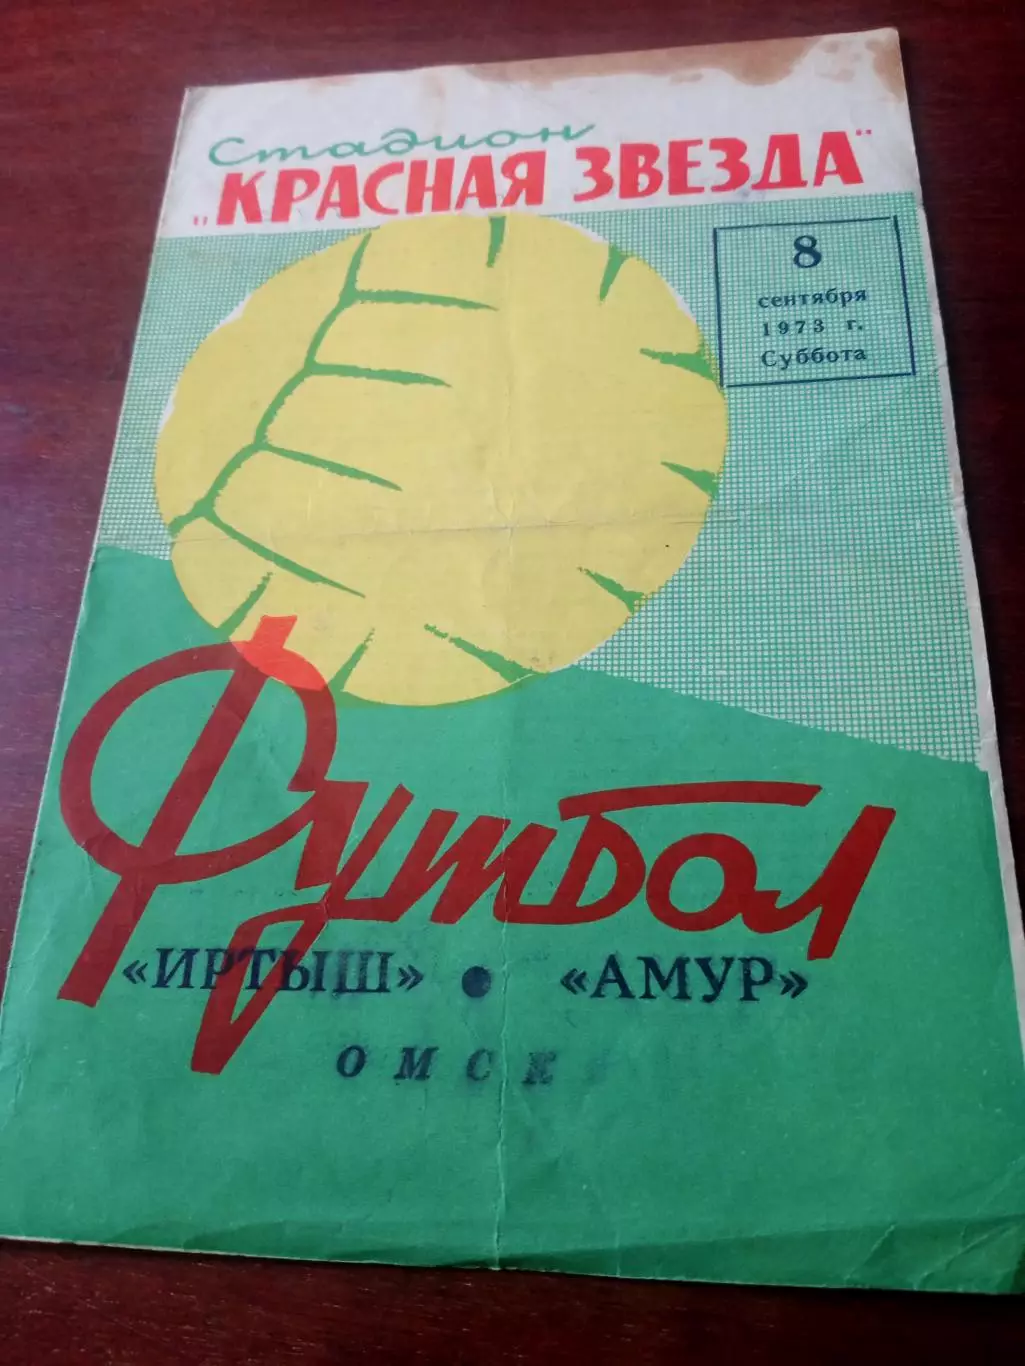 Стадион
„КРАСНАЯ ЗВЕЗДА"
8
сентября
1973 г.
Суббота
Футбол
«ИРТЫШ» ● «АМУР»
ОМСК